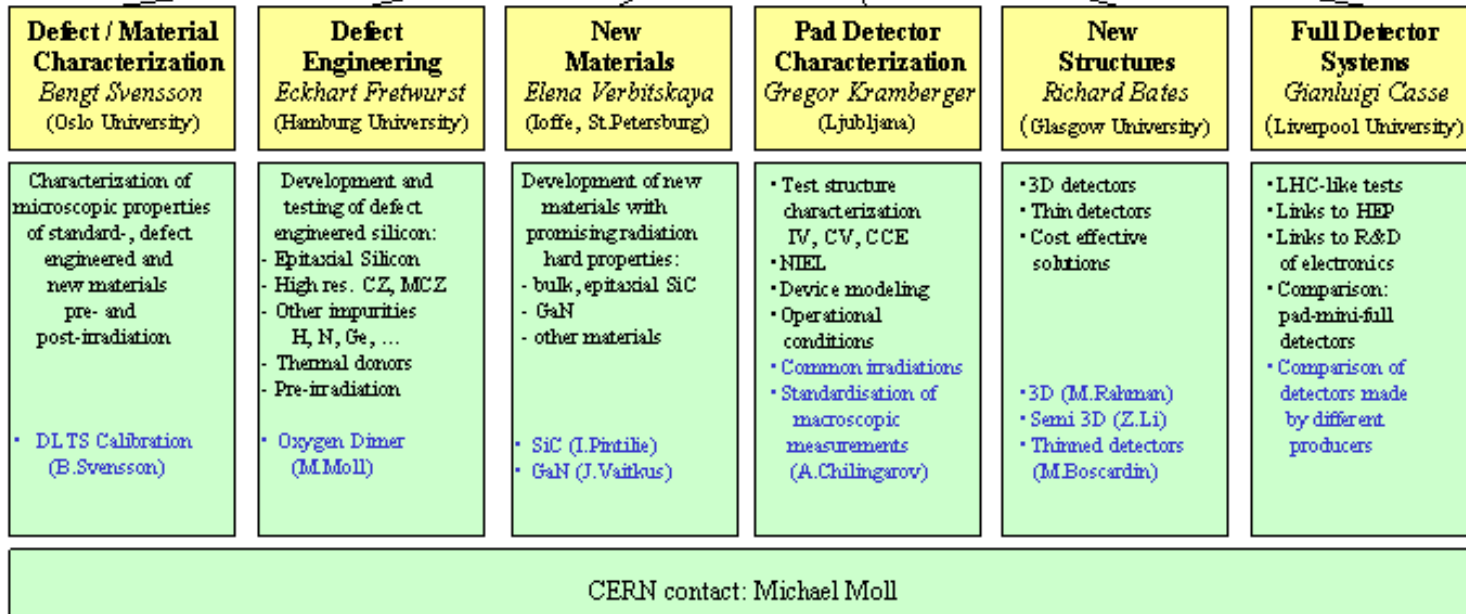 Defect / Material
Characterization
Bengt Svensson
(Oslo University)
Defect
Engineering
Eckhart Fretwurst
(Hamburg University)
New
Materials
Elena Verbitskaya
(Ioffe, St.Petersburg)
Pad Detector
Characterization
Gregor Kramberger
(Ljubljana)
New
Structures
Richard Bates
(Glasgow University)
Full Detector
Systems
Gianluigi Casse
(Liverpool University)
Characterization of
microscopic properties
of standard-, defect
engineered and
new materials
pre- and
post-irradiation
• DLTS Calibration
(B.Svensson)
Development and
testing of defect
engineered silicon:
- Epitaxial Silicon
- High res. CZ, MCZ
- Other impurities
H, N, Ge, ...
- Thermal donors
- Pre-irradiation
• Oxygen Dimer
(M.Moll)
Development of new
materials with
promising radiation
hard properties:
- bulk, epitaxial SiC
- GaN
- other materials
• SiC (I.Pintilie)
• GaN (J.Vaitkus)
• Test structure
characterization
IV, CV, CCE
• NIEL
• Device modeling
• Operational
conditions
• Common irradiations
• Standardisation of
macroscopic
measurements
(A.Chilingarov)
• 3D detectors
• Thin detectors
• Cost effective
solutions
• 3D (M.Rahman)
• Semi 3D (Z.Li)
• Thinned detectors
(M.Boscardin)
• LHC-like tests
• Links to HEP
• Links to R&D
of electronics
• Comparison:
pad-mini-full
detectors
• Comparison of
detectors made
by different
producers
CERN contact: Michael Moll